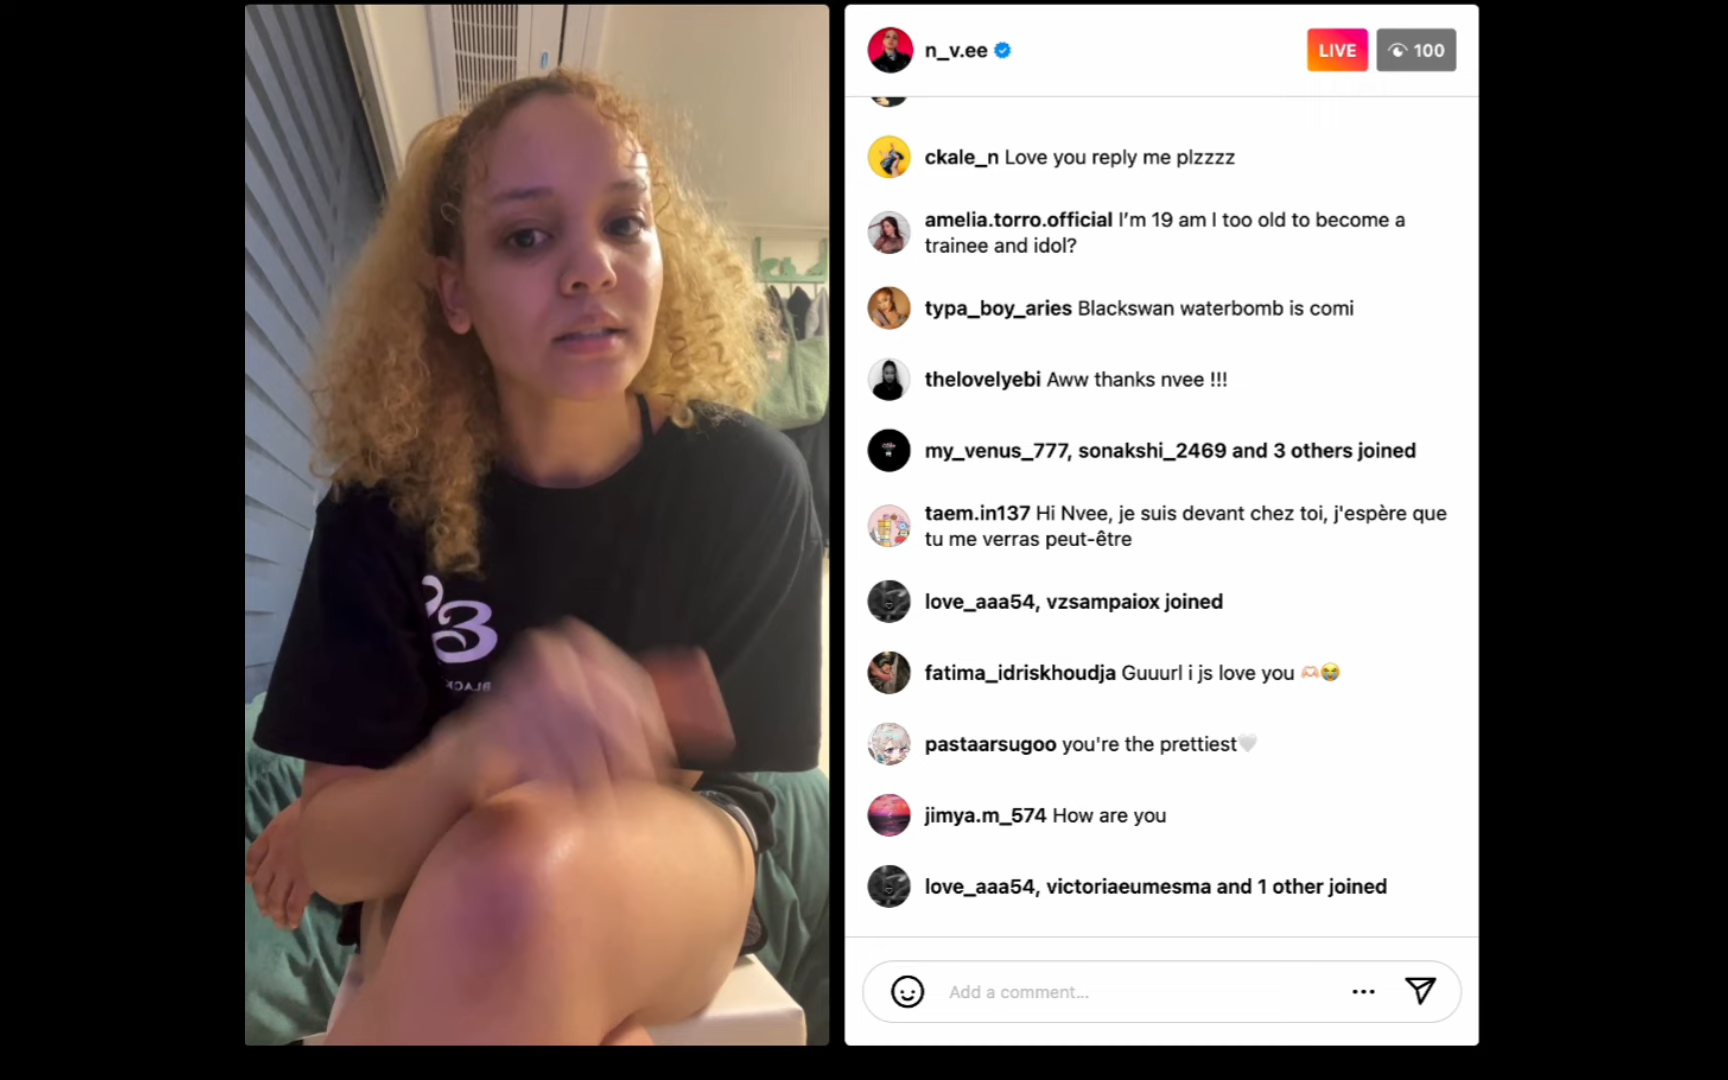 B
BLACK
n_v.ee
LIVE
100
ckale_n Love you reply me plzzzz
amelia.torro.official I’m 19 am I too old to become a
trainee and idol?
typa_boy_aries Blackswan waterbomb is comi
thelovelyebi Aww thanks nvee !!!
my_venus_777, sonakshi_2469 and 3 others joined
taem.in137 Hi Nvee, je suis devant chez toi, j'espère que
tu me verras peut-être
love_aaa54, vzsampaiox joined
fatima_idriskhoudja Guuurl i js love you 🫶🏻😭
pastaarsugoo you're the prettiest🤍
jimya.m_574 How are you
love_aaa54, victoriaeumesma and 1 other joined
Add a comment...